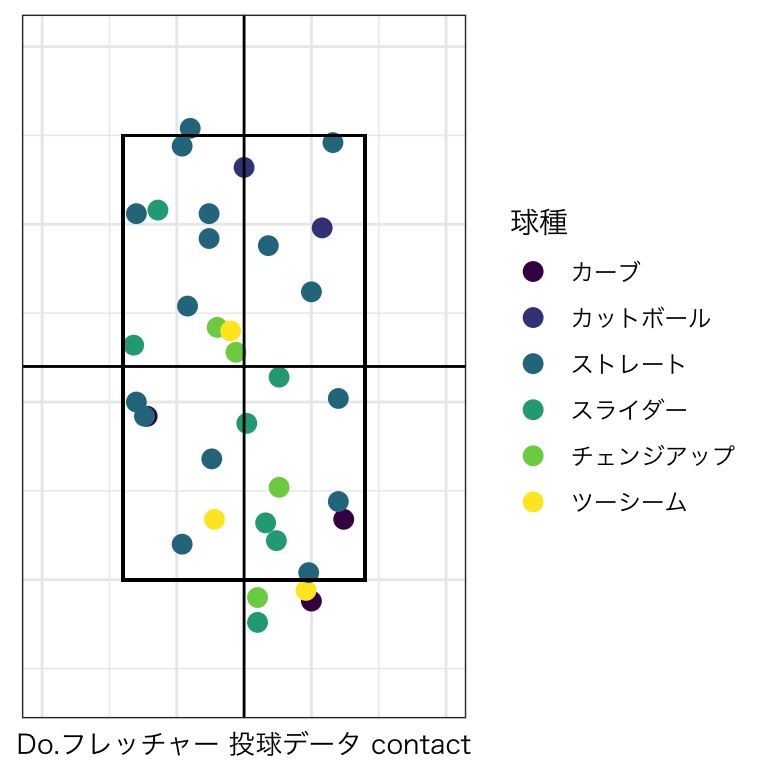 球種
カーブ
カットボール
ストレート
スライダー
チェンジアップ
ツーシーム
Do.フレッチャー 投球データ contact